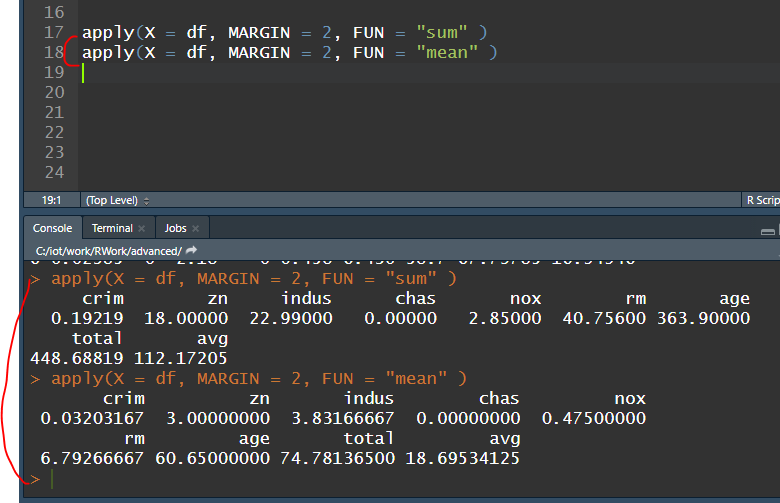 16
17 apply(X = df, MARGIN = 2, FUN = "sum" )
18 apply(X = df, MARGIN = 2, FUN = "mean" )
19
20
21
22
23
24
19:1 (Top Level) R Scrip
Console Terminal Jobs
C:/iot/work/RWork/advanced/
> apply(X = df, MARGIN = 2, FUN = "sum" )
crim zn indus chas nox rm age
0.19219 18.00000 22.99000 0.00000 2.85000 40.75600 363.90000
total avg
448.68819 112.17205
> apply(X = df, MARGIN = 2, FUN = "mean" )
crim zn indus chas nox
0.03203167 3.00000000 3.83166667 0.00000000 0.47500000
rm age total avg
6.79266667 60.65000000 74.78136500 18.69534125
>